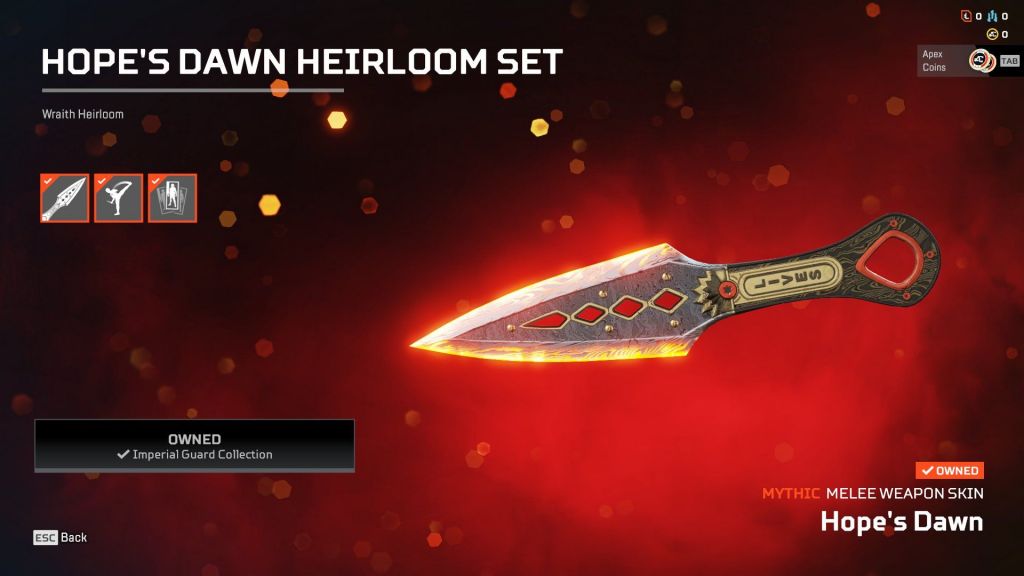 HOPE'S DAWN HEIRLOOM SET
Wraith Heirloom
0 0
0
Apex
Coins
TAB
LIVES
OWNED
Imperial Guard Collection
OWNED
MYTHIC MELEE WEAPON SKIN
Hope's Dawn
ESC Back